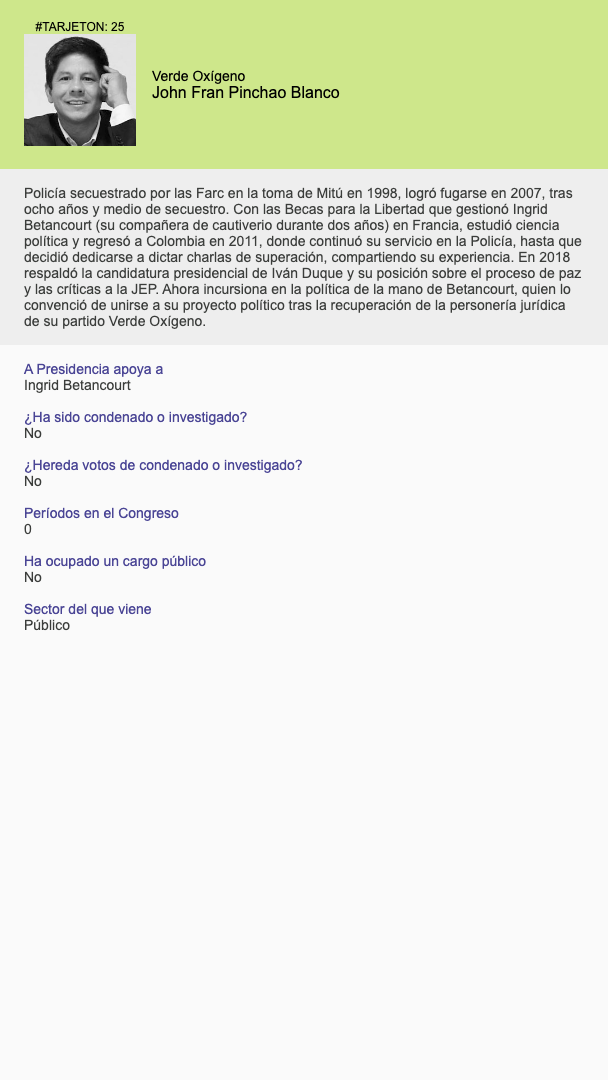 #TARJETON: 25
Verde Oxígeno
John Fran Pinchao Blanco
Policía secuestrado por las Farc en la toma de Mitú en 1998, logró fugarse en 2007, tras
ocho años y medio de secuestro. Con las Becas para la Libertad que gestionó Ingrid
Betancourt (su compañera de cautiverio durante dos años) en Francia, estudió ciencia
política y regresó a Colombia en 2011, donde continuó su servicio en la Policía, hasta que
decidió dedicarse a dictar charlas de superación, compartiendo su experiencia. En 2018
respaldó la candidatura presidencial de Iván Duque y su posición sobre el proceso de paz
y las críticas a la JEP. Ahora incursiona en la política de la mano de Betancourt, quien lo
convenció de unirse a su proyecto político tras la recuperación de la personería jurídica
de su partido Verde Oxígeno.
A Presidencia apoya a
Ingrid Betancourt
¿Ha sido condenado o investigado?
No
¿Hereda votos de condenado o investigado?
No
Períodos en el Congreso
0
Ha ocupado un cargo público
No
Sector del que viene
Público